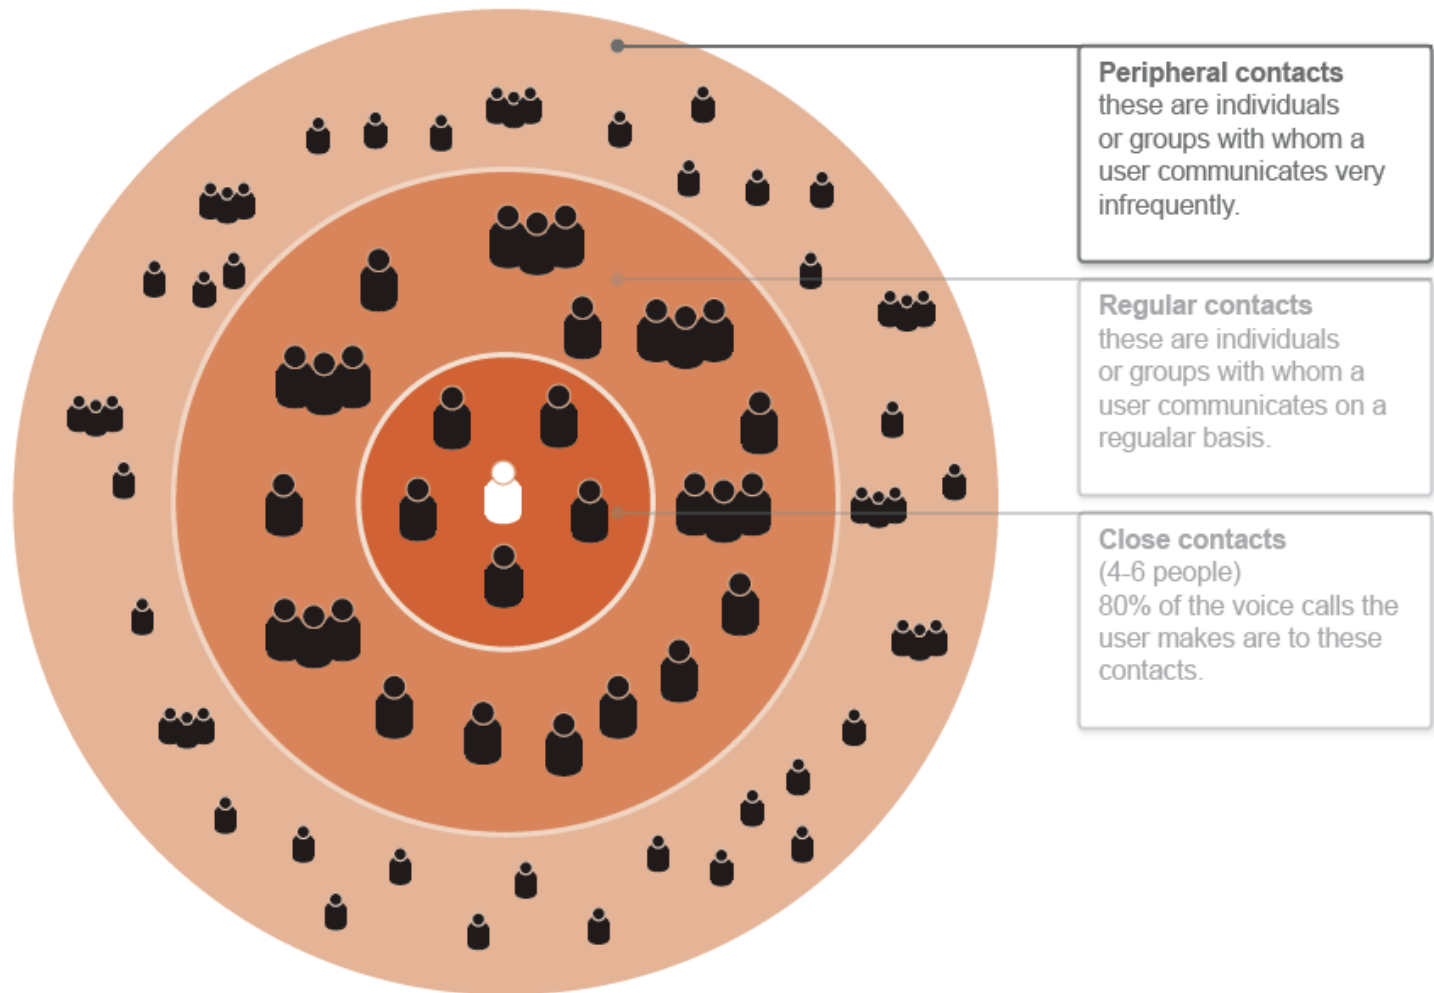 Peripheral contacts
these are individuals
or groups with whom a
user communicates very
infrequently.
Regular contacts
these are individuals
or groups with whom a
user communicates on a
regualar basis.
Close contacts
(4-6 people)
80% of the voice calls the
user makes are to these
contacts.